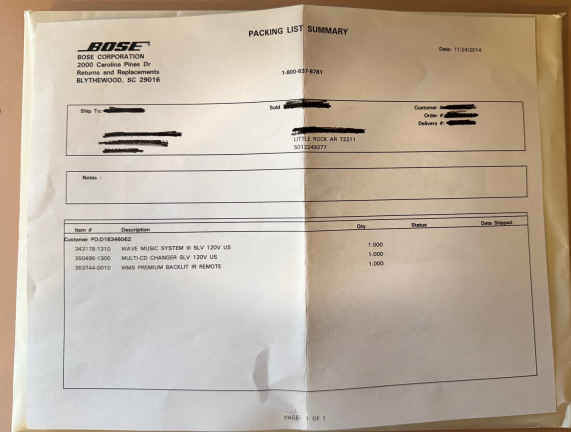 PACKING LIST SUMMARY
BOSE
Date: 11/24/2014
BOSE CORPORATION
2000 Carolina Pines Dr
Returns and Replacements
BLYTHEWOOD, SC 29016
1-800-637-8781
Ship To:
Sold
Customer
Order #:
Delivery #:
LITTLE ROCK AR 72211
Notes :
Item # Description Qty Status Date Shipped
Customer PO.D18346062
343178-1310 WAVE MUSIC SYSTEM III SLV 120V US 1.000
350496-1300 MULTI-CD CHANGER SLV 120V US 1.000
353744-0010 WMS PREMIUM BACKLIT IR REMOTE 1.000
PAGE: 1 OF 1